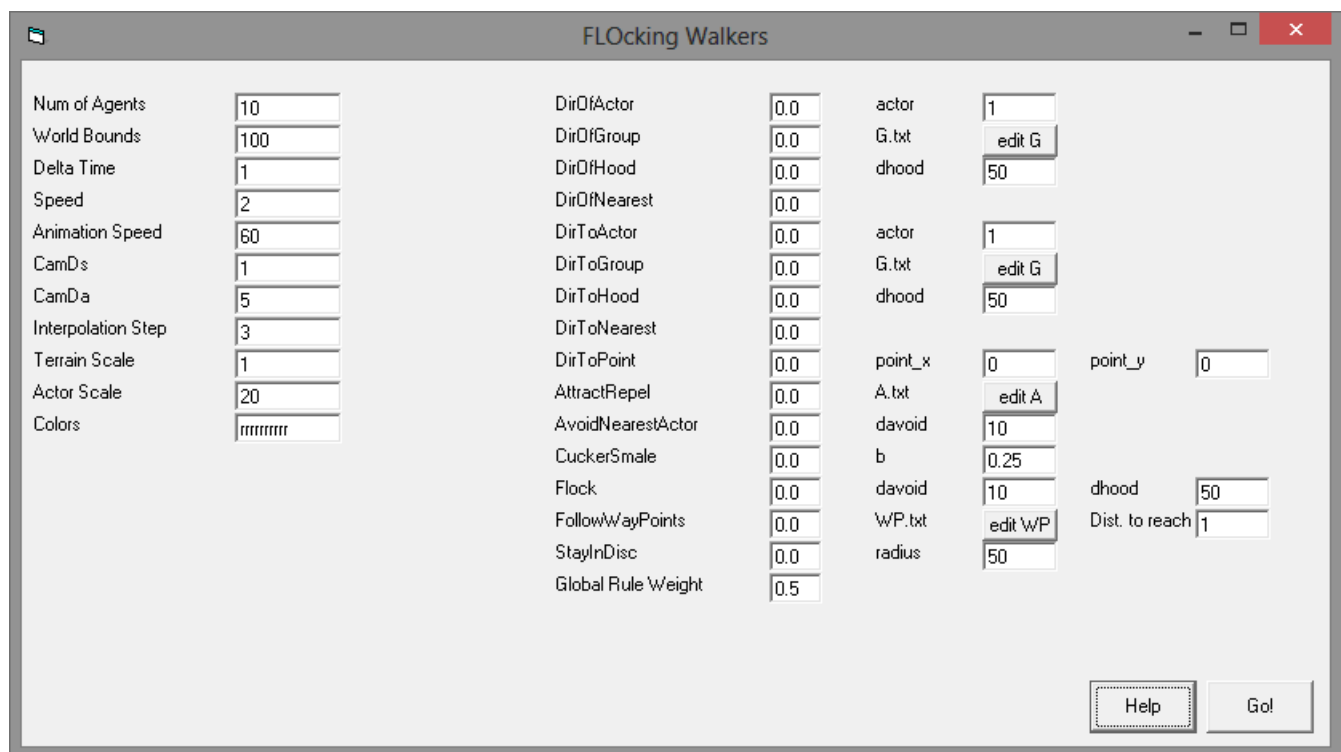 FLOcking Walkers
Num of Agents 10 DirOfActor 0.0 actor 1
World Bounds 100 DirOfGroup 0.0 G.txt edit G
Delta Time 1 DirOfHood 0.0 dhood 50
Speed 2 DirOfNearest 0.0
Animation Speed 60 DirToActor 0.0 actor 1
CamDs 1 DirToGroup 0.0 G.txt edit G
CamDa 5 DirToHood 0.0 dhood 50
Interpolation Step 3 DirToNearest 0.0
Terrain Scale 1 DirToPoint 0.0 point_x 0 point_y 0
Actor Scale 20 AttractRepel 0.0 A.txt edit A
Colors rrrrrrrrrr AvoidNearestActor 0.0 davoid 10
CuckerSmale 0.0 b 0.25
Flock 0.0 davoid 10 dhood 50
FollowWayPoints 0.0 WP.txt edit WP Dist. to reach 1
StayInDisc 0.0 radius 50
Global Rule Weight 0.5
Help Go!